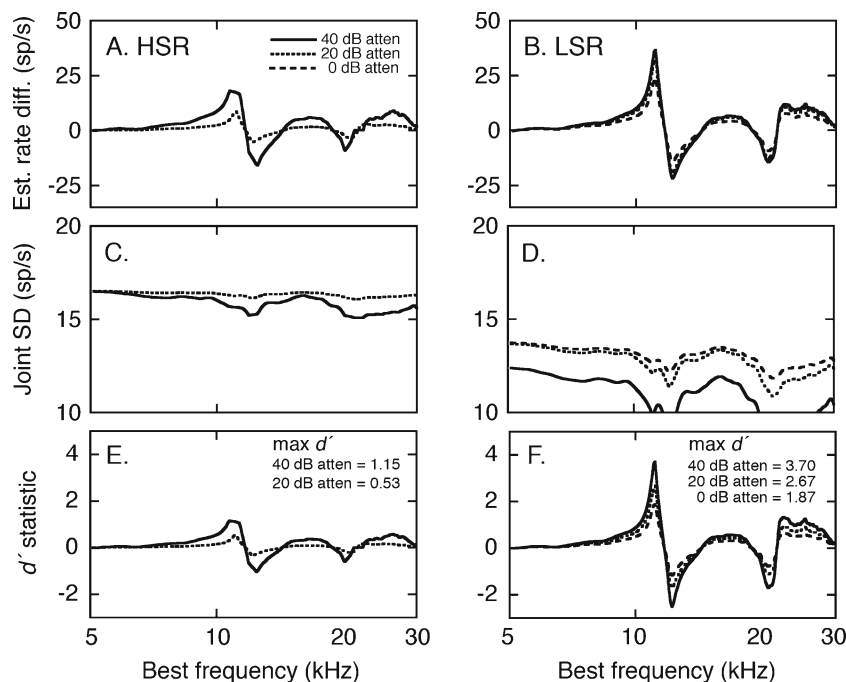 A. HSR
40 dB atten
20 dB atten
0 dB atten
Est. rate diff. (sp/s)
50
25
0
-25
B. LSR
50
25
0
-25
C.
Joint SD (sp/s)
20
15
10
D.
20
15
10
E.
max d´
40 dB atten = 1.15
20 dB atten = 0.53
d´ statistic
4
2
0
-2
5 10 20 30
Best frequency (kHz)
F.
max d´
40 dB atten = 3.70
20 dB atten = 2.67
0 dB atten = 1.87
4
2
0
-2
5 10 20 30
Best frequency (kHz)